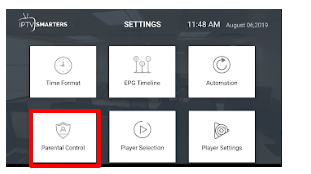 IPTV SMARTERS SETTINGS 11:48 AM August 06,2019
Time Format EPG Timeline Automation
Parental Control Player Selection Player Settings